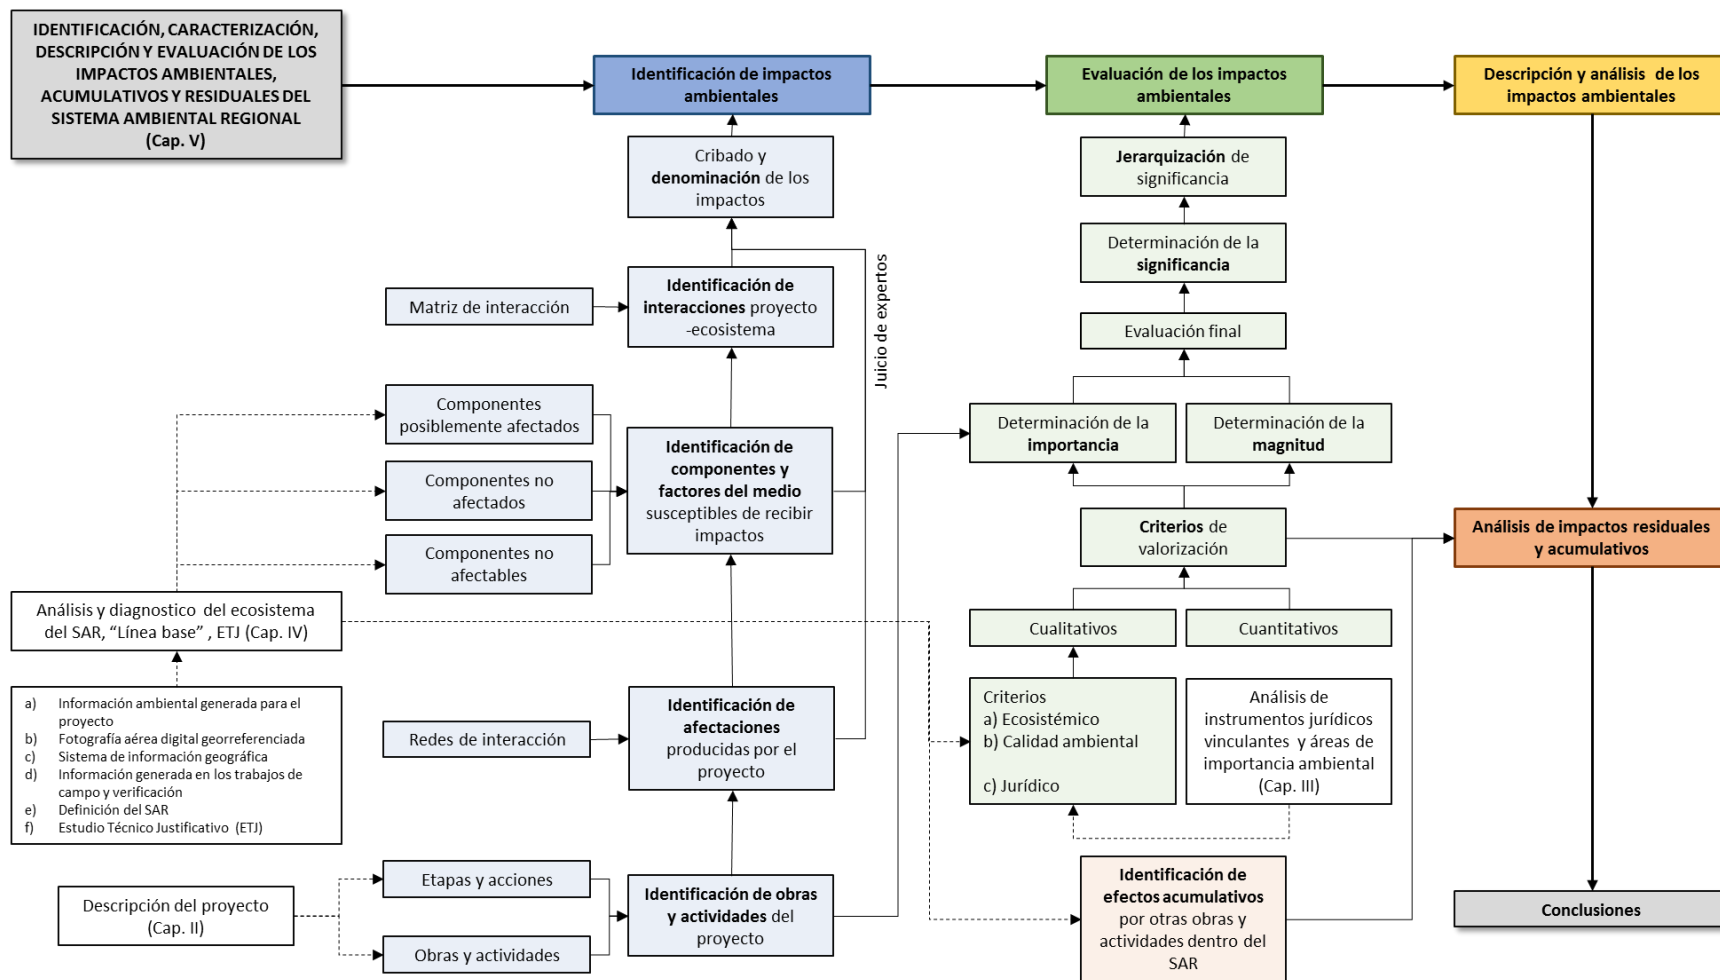 IDENTIFICACIÓN, CARACTERIZACIÓN,
DESCRIPCIÓN Y EVALUACIÓN DE LOS
IMPACTOS AMBIENTALES,
ACUMULATIVOS Y RESIDUALES DEL
SISTEMA AMBIENTAL REGIONAL
(Cap. V)
Identificación de impactos
ambientales
Evaluación de los impactos
ambientales
Descripción y análisis de los
impactos ambientales
Cribado y
denominación de los
impactos
Identificación de
interacciones proyecto
-ecosistema
Matriz de interacción
Juicio de expertos
Componentes
posiblemente afectados
Componentes no
afectados
Componentes no
afectables
Identificación de
componentes y
factores del medio
susceptibles de recibir
impactos
Análisis y diagnostico del ecosistema
del SAR, “Línea base” , ETJ (Cap. IV)
a) Información ambiental generada para el
proyecto
b) Fotografía aérea digital georreferenciada
c) Sistema de información geográfica
d) Información generada en los trabajos de
campo y verificación
e) Definición del SAR
f) Estudio Técnico Justificativo (ETJ)
Redes de interacción
Identificación de
afectaciones
producidas por el
proyecto
Descripción del proyecto
(Cap. II)
Etapas y acciones
Obras y actividades
Identificación de obras
y actividades del
proyecto
Jerarquización de
significancia
Determinación de la
significancia
Evaluación final
Determinación de la
importancia
Determinación de la
magnitud
Criterios de
valorización
Cualitativos
Cuantitativos
Criterios
a) Ecosistémico
b) Calidad ambiental
c) Jurídico
Análisis de
instrumentos jurídicos
vinculantes y áreas de
importancia ambiental
(Cap. III)
Identificación de
efectos acumulativos
por otras obras y
actividades dentro del
SAR
Análisis de impactos residuales
y acumulativos
Conclusiones